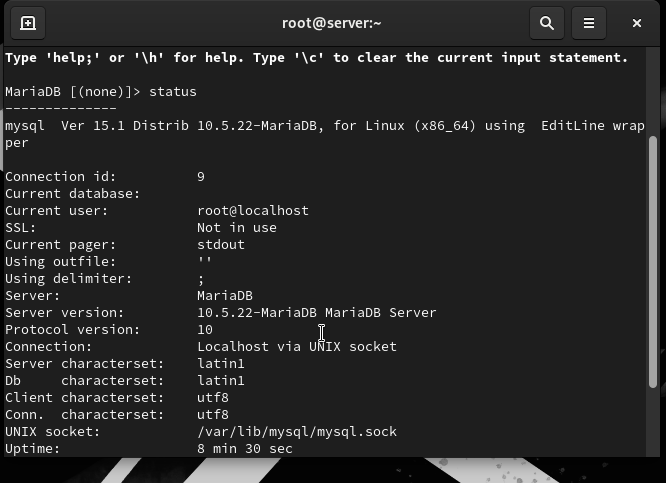 root@server:~
Type 'help;' or '\h' for help. Type '\c' to clear the current input statement.
MariaDB [(none)]> status
--------------
mysql  Ver 15.1 Distrib 10.5.22-MariaDB, for Linux (x86_64) using  EditLine wrap
per
Connection id:          9
Current database:
Current user:           root@localhost
SSL:                    Not in use
Current pager:          stdout
Using outfile:          ''
Using delimiter:        ;
Server:                 MariaDB
Server version:         10.5.22-MariaDB MariaDB Server
Protocol version:       10
Connection:             Localhost via UNIX socket
Server characterset:    latin1
Db     characterset:    latin1
Client characterset:    utf8
Conn.  characterset:    utf8
UNIX socket:            /var/lib/mysql/mysql.sock
Uptime:                 8 min 30 sec